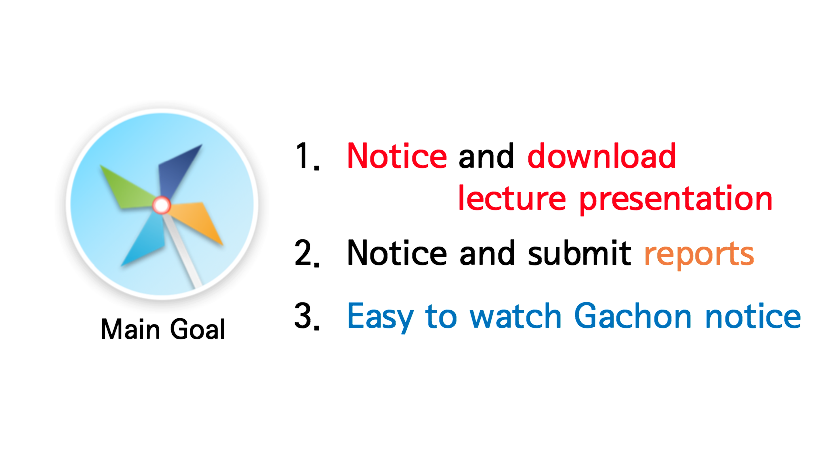 1. Notice and download
lecture presentation
2. Notice and submit reports
3. Easy to watch Gachon notice
Main Goal